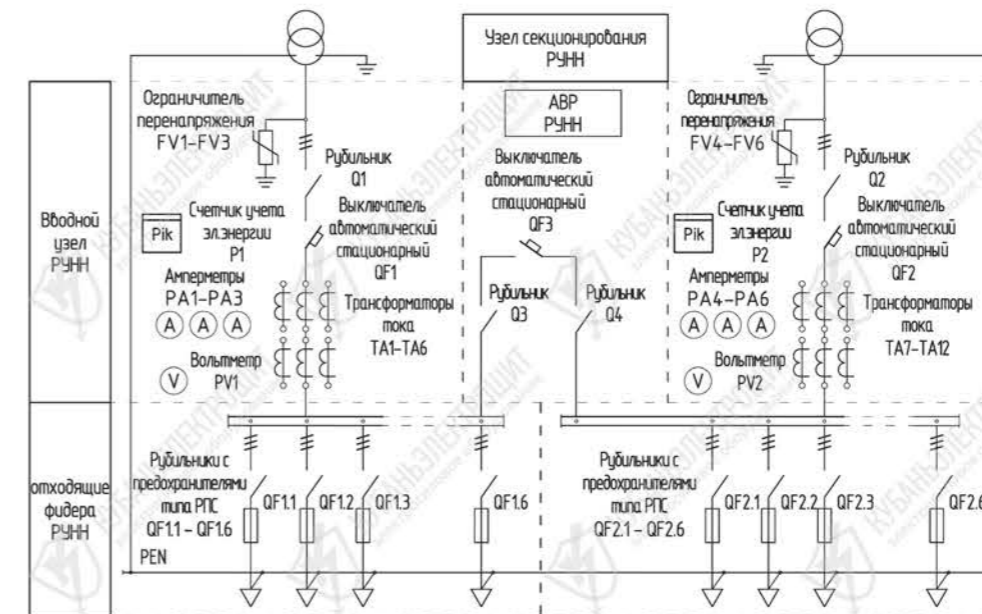 Узел секционирования
РУНН
АВР
РУНН
Ограничитель
перенапряжения
FV1-FV3
Рубильник
Q1
Счетчик учета
эл.энергии
P1
Pik
Выключатель
автоматический
стационарный
QF1
Амперметры
PA1-PA3
A A A
Трансформаторы
тока
TA1-TA6
Вольтметр
PV1
V
Выключатель
автоматический
стационарный
QF3
Рубильник
Q3
Рубильник
Q4
Ограничитель
перенапряжения
FV4-FV6
Рубильник
Q2
Счетчик учета
эл.энергии
P2
Pik
Выключатель
автоматический
стационарный
QF2
Амперметры
PA4-PA6
A A A
Трансформаторы
тока
TA7-TA12
Вольтметр
PV2
V
Вводной
узел
РУНН
отходящие
фидера
РУНН
Рубильники с
предохранителями
типа РПС
QF1.1 - QF1.6
QF1.1
QF1.2
QF1.3
QF1.6
PEN
Рубильники с
предохранителями
типа РПС
QF2.1 - QF2.6
QF2.1
QF2.2
QF2.3
QF2.6
КУБАНЬЭЛЕКТРОЩИТ